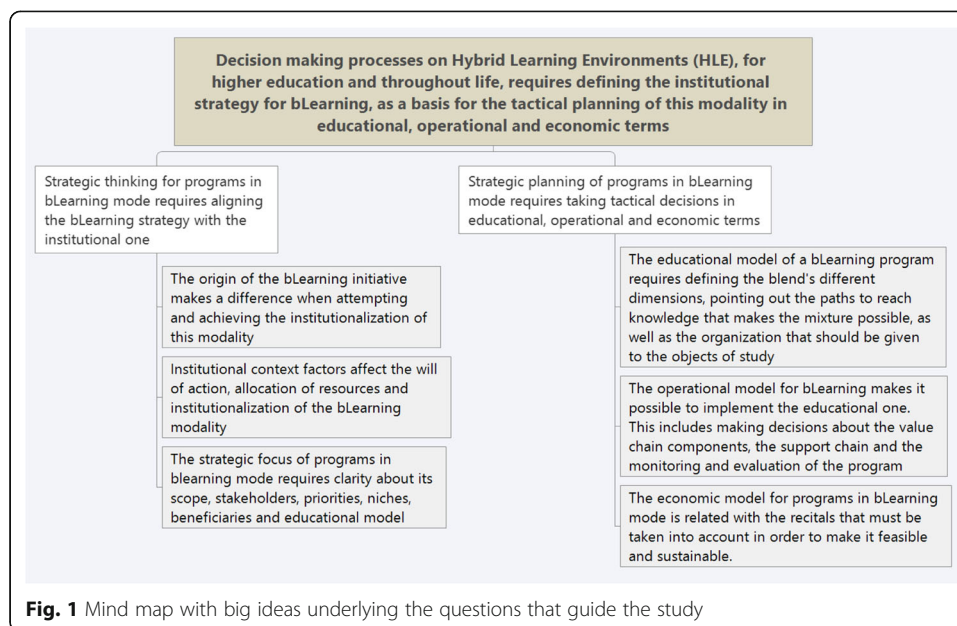 Decision making processes on Hybrid Learning Environments (HLE), for
higher education and throughout life, requires defining the institutional
strategy for bLearning, as a basis for the tactical planning of this modality in
educational, operational and economic terms
Strategic thinking for programs in
bLearning mode requires aligning
the bLearning strategy with the
institutional one
The origin of the bLearning initiative
makes a difference when attempting
and achieving the institutionalization of
this modality
Institutional context factors affect the will
of action, allocation of resources and
institutionalization of the bLearning
modality
The strategic focus of programs in
blearning mode requires clarity about its
scope, stakeholders, priorities, niches,
beneficiaries and educational model
Strategic planning of programs in bLearning
mode requires taking tactical decisions in
educational, operational and economic terms
The educational model of a bLearning program
requires defining the blend's different
dimensions, pointing out the paths to reach
knowledge that makes the mixture possible, as
well as the organization that should be given
to the objects of study
The operational model for bLearning makes it
possible to implement the educational one.
This includes making decisions about the value
chain components, the support chain and the
monitoring and evaluation of the program
The economic model for programs in bLearning
mode is related with the recitals that must be
taken into account in order to make it feasible
and sustainable.
Fig. 1 Mind map with big ideas underlying the questions that guide the study